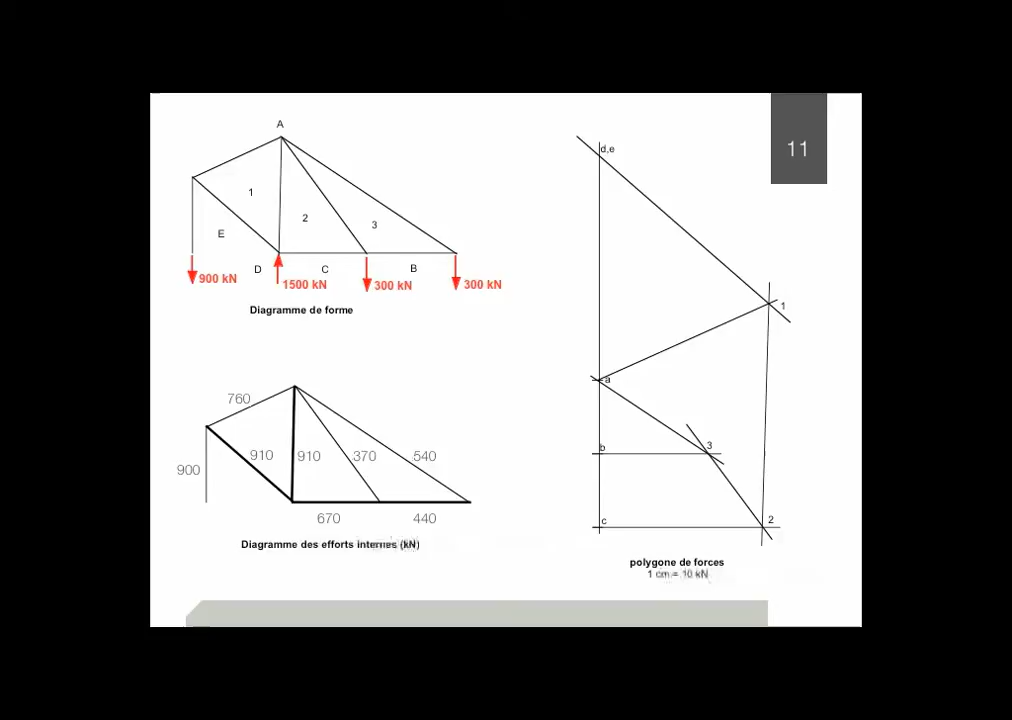 11
A
1
2
3
E
D
C
B
900 kN
1500 kN
300 kN
300 kN
Diagramme de forme
d,e
1
a
b
3
c
2
polygone de forces
1 cm = 10 kN
760
910
910
370
540
900
670
440
Diagramme des efforts internes (kN)